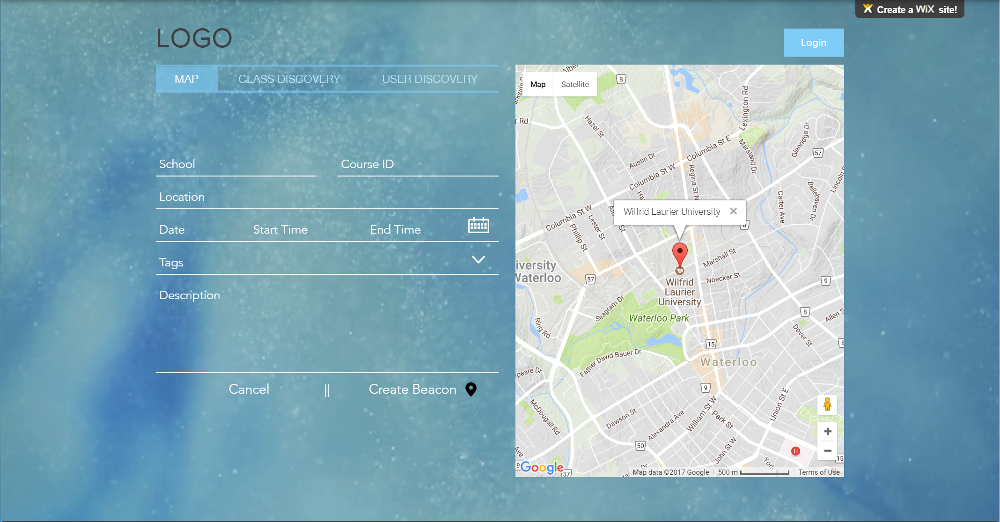 Create a WiX site!
LOGO
Login
MAP
CLASS DISCOVERY
USER DISCOVERY
School
Course ID
Location
Date
Start Time
End Time
Tags
Description
Cancel
||
Create Beacon
Map
Satellite
8
Hazel St
Lexington Rd
Columbia St E
Marsland Dr
Glenridge Dr
57
Austin Dr
Columbia St W
Regina St N
Lincoln
Bellehaven Dr
Carter Ave
Wilfrid Laurier University
Columbia St W
Lester St
Phillip St
Marshall St
Noecker St
iversity
Waterloo
57
Wilfrid
Laurier
University
9
Seagram Dr
Waterloo Park
8
Allen S
Ring Rd
Dover St
15
8
Father David Bauer Dr
Waterloo
speare Dr
9
McDougall Rd
Dawson St
Alexandra Ave
William St W
Park St
Union St E
50
John St W
H
15
York S
Ave
9
Google
57
Map data ©2017 Google
500 m
Terms of Use